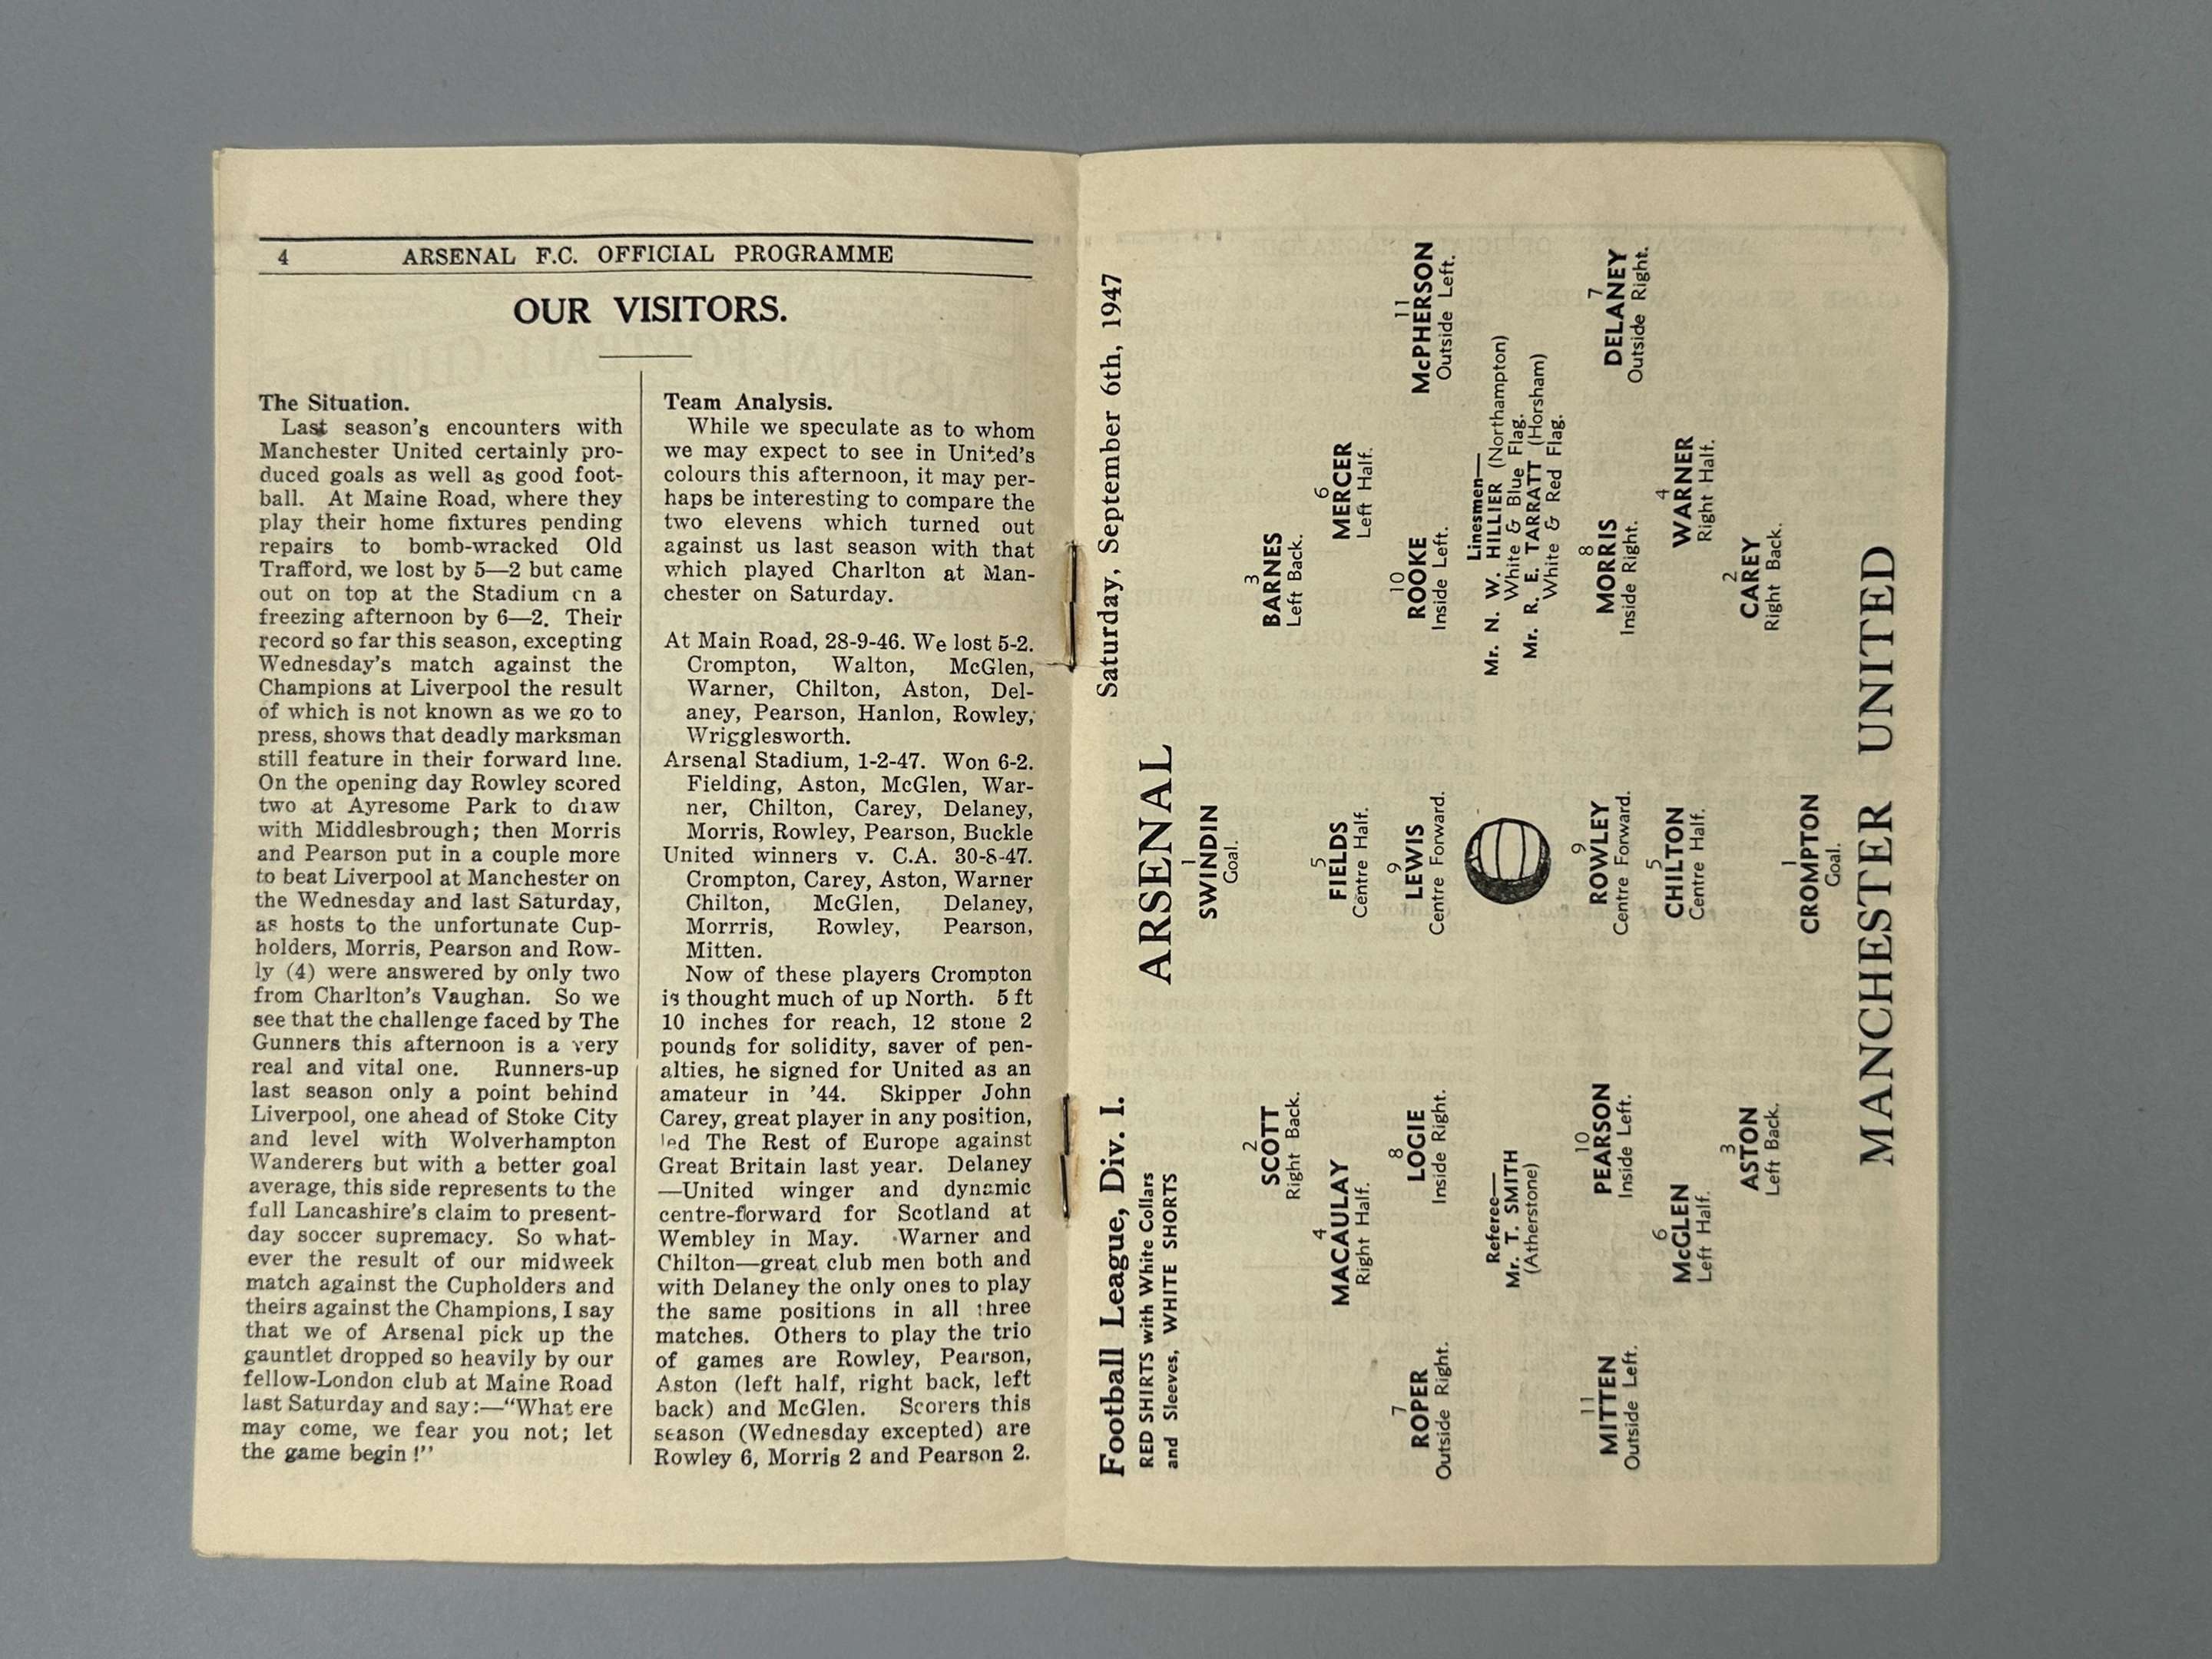 4 ARSENAL F.C. OFFICIAL PROGRAMME
OUR VISITORS.
The Situation.
Last season's encounters with
Manchester United certainly pro-
duced goals as well as good foot-
ball. At Maine Road, where they
play their home fixtures pending
repairs to bomb-wracked Old
Trafford, we lost by 5—2 but came
out on top at the Stadium on a
freezing afternoon by 6—2. Their
record so far this season, excepting
Wednesday's match against the
Champions at Liverpool the result
of which is not known as we go to
press, shows that deadly marksman
still feature in their forward line.
On the opening day Rowley scored
two at Ayresome Park to draw
with Middlesbrough; then Morris
and Pearson put in a couple more
to beat Liverpool at Manchester on
the Wednesday and last Saturday,
as hosts to the unfortunate Cup-
holders, Morris, Pearson and Row-
ly (4) were answered by only two
from Charlton's Vaughan. So we
see that the challenge faced by The
Gunners this afternoon is a very
real and vital one. Runners-up
last season only a point behind
Liverpool, one ahead of Stoke City
and level with Wolverhampton
Wanderers but with a better goal
average, this side represents to the
full Lancashire's claim to present-
day soccer supremacy. So what-
ever the result of our midweek
match against the Cupholders and
theirs against the Champions, I say
that we of Arsenal pick up the
gauntlet dropped so heavily by our
fellow-London club at Maine Road
last Saturday and say:—"What ere
may come, we fear you not; let
the game begin !"
Team Analysis.
While we speculate as to whom
we may expect to see in United's
colours this afternoon, it may per-
haps be interesting to compare the
two elevens which turned out
against us last season with that
which played Charlton at Man-
chester on Saturday.
At Main Road, 28-9-46. We lost 5-2.
Crompton, Walton, McGlen,
Warner, Chilton, Aston, Del-
aney, Pearson, Hanlon, Rowley,
Wrigglesworth.
Arsenal Stadium, 1-2-47. Won 6-2.
Fielding, Aston, McGlen, War-
ner, Chilton, Carey, Delaney,
Morris, Rowley, Pearson, Buckle
United winners v. C.A. 30-8-47.
Crompton, Carey, Aston, Warner
Chilton, McGlen, Delaney,
Morrris, Rowley, Pearson,
Mitten.
Now of these players Crompton
is thought much of up North. 5 ft
10 inches for reach, 12 stone 2
pounds for solidity, saver of pen-
alties, he signed for United as an
amateur in '44. Skipper John
Carey, great player in any position,
led The Rest of Europe against
Great Britain last year. Delaney
—United winger and dynamic
centre-forward for Scotland at
Wembley in May. Warner and
Chilton—great club men both and
with Delaney the only ones to play
the same positions in all three
matches. Others to play the trio
of games are Rowley, Pearson,
Aston (left half, right back, left
back) and McGlen. Scorers this
season (Wednesday excepted) are
Rowley 6, Morris 2 and Pearson 2.
Football League, Div. I. Saturday, September 6th, 1947
RED SHIRTS with White Collars
and Sleeves, WHITE SHORTS
ARSENAL
1
SWINDIN
Goal.
2
SCOTT
Right Back.
3
BARNES
Left Back.
4
MACAULAY
Right Half.
5
FIELDS
Centre Half.
6
MERCER
Left Half.
7
ROPER
Outside Right.
8
LOGIE
Inside Right.
9
LEWIS
Centre Forward.
10
ROOKE
Inside Left.
11
McPHERSON
Outside Left.
Referee—
Mr. T. SMITH
(Atherstone)
Linesmen—
Mr. N. W. HILLIER (Northampton)
White & Blue Flag.
Mr. R. E. TARRATT (Horsham)
White & Red Flag.
11
MITTEN
Outside Left.
10
PEARSON
Inside Left.
9
ROWLEY
Centre Forward.
8
MORRIS
Inside Right.
7
DELANEY
Outside Right.
6
McGLEN
Left Half.
5
CHILTON
Centre Half.
4
WARNER
Right Half.
3
ASTON
Left Back.
2
CAREY
Right Back.
1
CROMPTON
Goal.
MANCHESTER UNITED